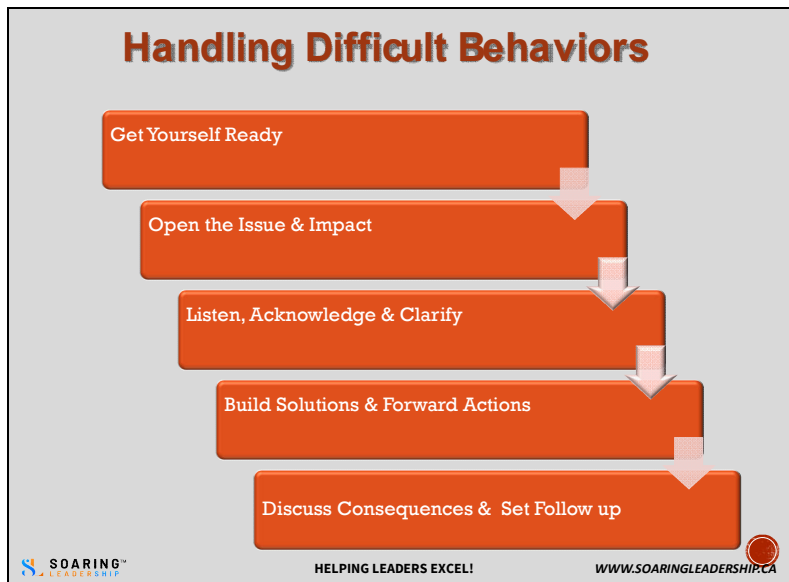 Handling Difficult Behaviors
Get Yourself Ready
Open the Issue & Impact
Listen, Acknowledge & Clarify
Build Solutions & Forward Actions
Discuss Consequences & Set Follow up
SOARING™
LEADERSHIP
HELPING LEADERS EXCEL!
WWW.SOARINGLEADERSHIP.CA